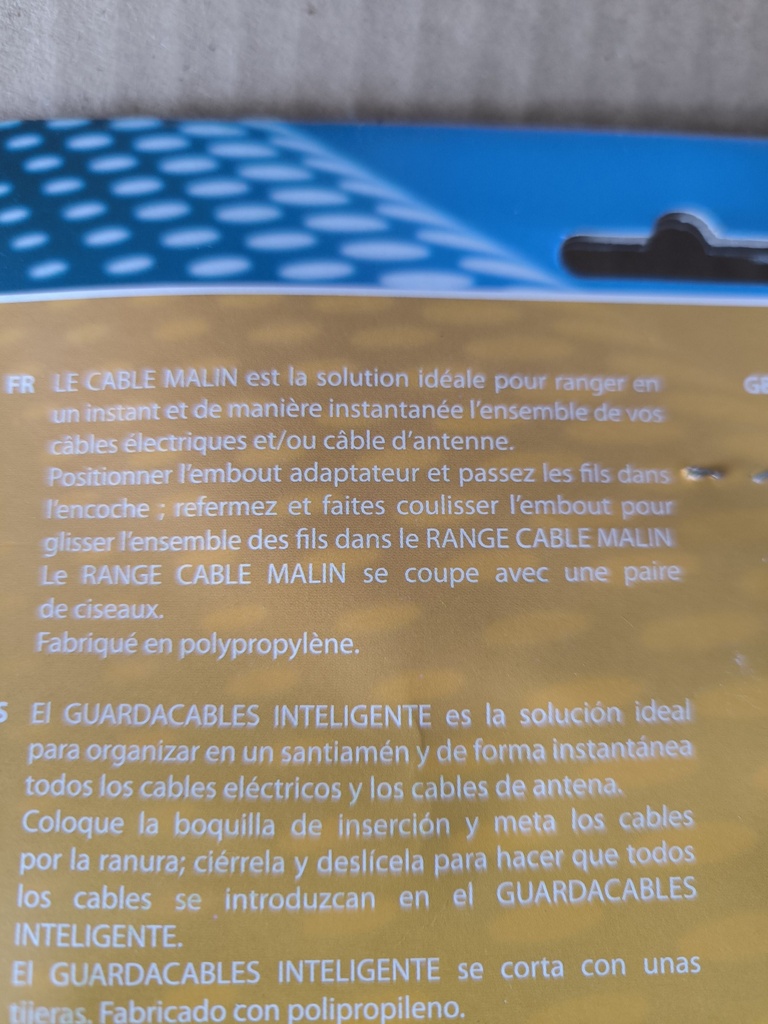 FR LE CABLE MALIN est la solution idéale pour ranger en
un instant et de manière instantanée l'ensemble de vos
câbles électriques et/ou câble d'antenne.
Positionner l'embout adaptateur et passez les fils dans
l'encoche ; refermez et faites coulisser l'embout pour
glisser l'ensemble des fils dans le RANGE CABLE MALIN
Le RANGE CABLE MALIN se coupe avec une paire
de ciseaux.
Fabriqué en polypropylène.
El GUARDACABLES INTELIGENTE es la solución ideal
para organizar en un santiamén y de forma instantánea
todos los cables eléctricos y los cables de antena.
Coloque la boquilla de inserción y meta los cables
por la ranura; ciérrela y deslícela para hacer que todos
los cables se introduzcan en el GUARDACABLES
INTELIGENTE.
El GUARDACABLES INTELIGENTE se corta con unas
tijeras. Fabricado con polipropileno.